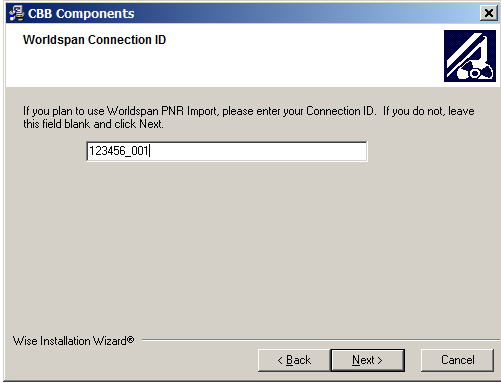 CBB Components
Worldspan Connection ID
If you plan to use Worldspan PNR Import, please enter your Connection ID.  If you do not, leave
this field blank and click Next.
123456_001
Wise Installation Wizard®
< Back
Next >
Cancel